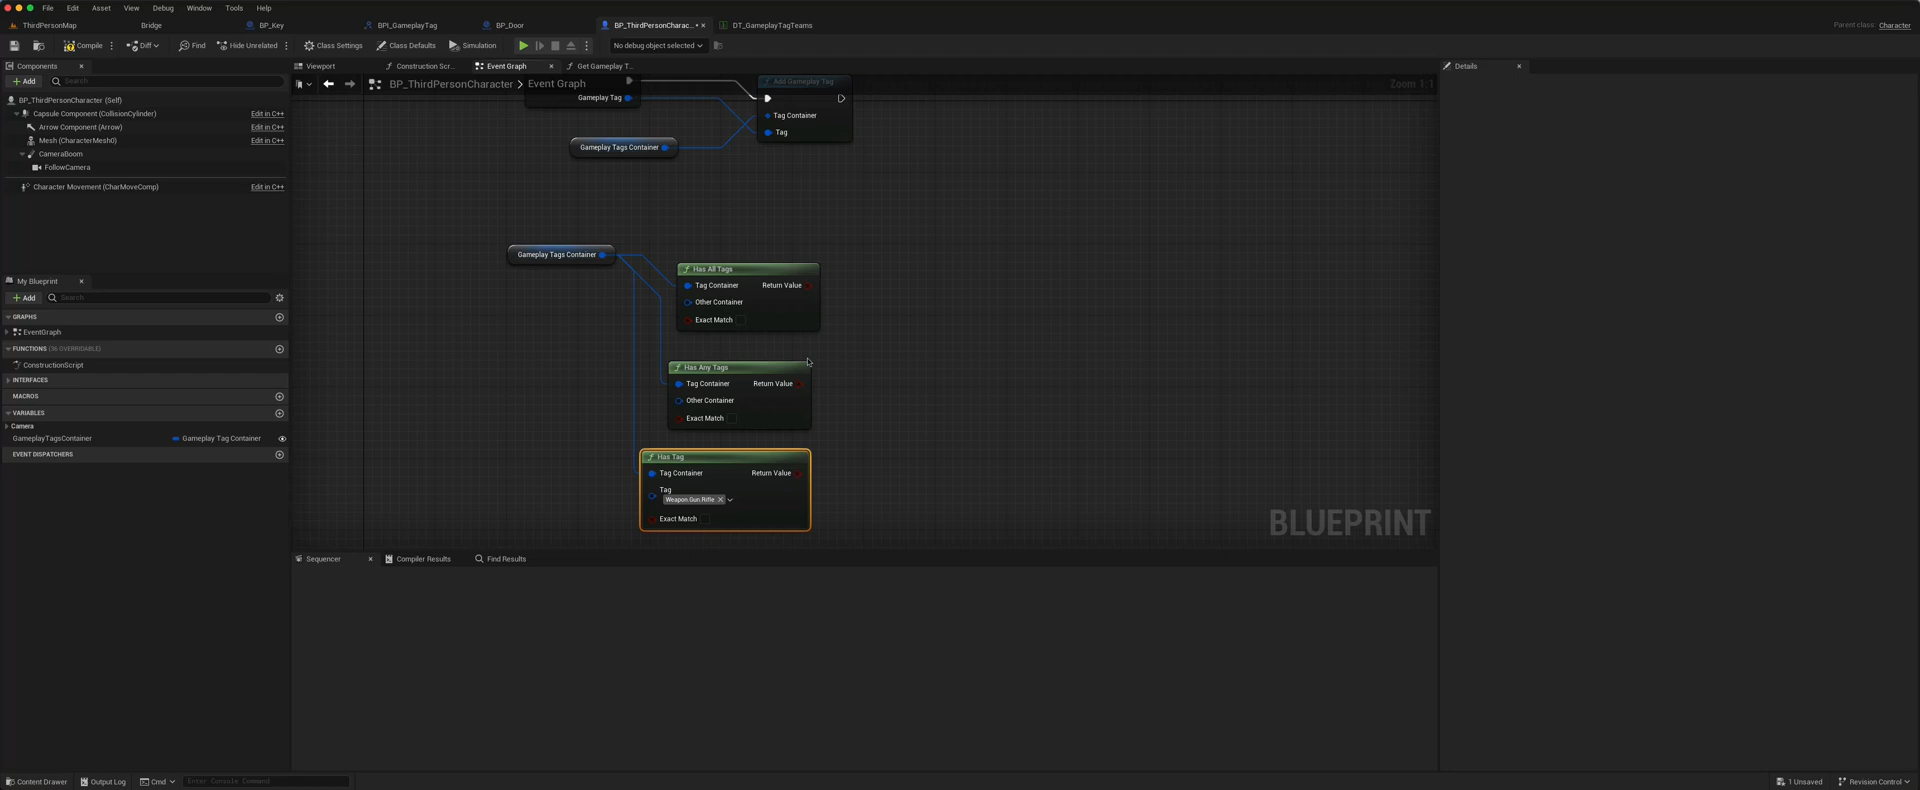 File Edit Asset View Debug Window Tools Help
ThirdPersonMap Bridge BP_Key BPI_GameplayTag BP_Door BP_ThirdPersonCharac... • DT_GameplayTagTeams
Parent class: Character
Compile Diff Find Hide Unrelated Class Settings Class Defaults Simulation No debug object selected
Components
Add Search
BP_ThirdPersonCharacter (Self)
Capsule Component (CollisionCylinder) Edit in C++
Arrow Component (Arrow) Edit in C++
Mesh (CharacterMesh0) Edit in C++
CameraBoom
FollowCamera
Character Movement (CharMoveComp) Edit in C++
My Blueprint
Add Search
GRAPHS
EventGraph
FUNCTIONS (36 OVERRIDABLE)
ConstructionScript
INTERFACES
MACROS
VARIABLES
Camera
GameplayTagsContainer Gameplay Tag Container
EVENT DISPATCHERS
Viewport Construction Scr... Event Graph Get Gameplay T...
BP_ThirdPersonCharacter > Event Graph
Zoom 1:1
Add Gameplay Tag
Gameplay Tag
Tag Container
Tag
Gameplay Tags Container
Gameplay Tags Container
Has All Tags
Tag Container Return Value
Other Container
Exact Match
Has Any Tags
Tag Container Return Value
Other Container
Exact Match
Has Tag
Tag Container Return Value
Tag
Weapon.Gun.Rifle
Exact Match
BLUEPRINT
Sequencer Compiler Results Find Results
Details
Content Drawer Output Log Cmd Enter Console Command
1 Unsaved Revision Control